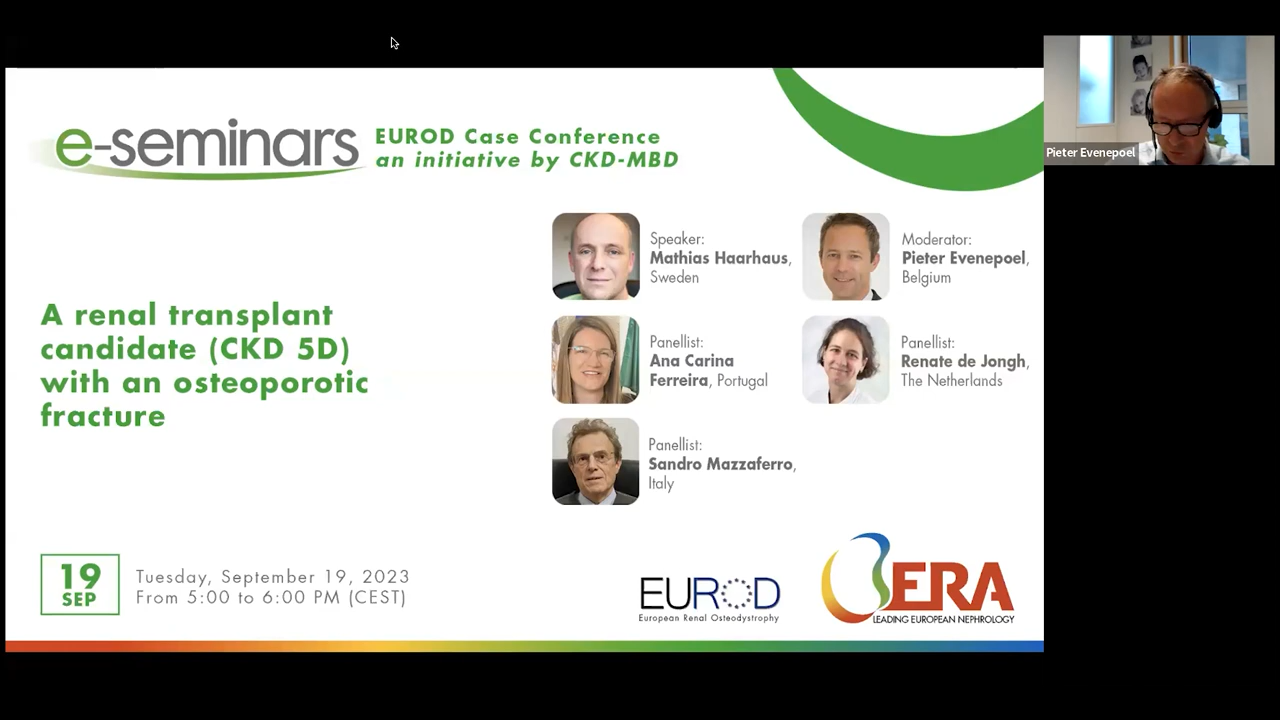 e-seminars
EUROD Case Conference
an initiative by CKD-MBD
Pieter Evenepoel
A renal transplant
candidate (CKD 5D)
with an osteoporotic
fracture
Speaker:
Mathias Haarhaus,
Sweden
Moderator:
Pieter Evenepoel,
Belgium
Panellist:
Ana Carina
Ferreira, Portugal
Panellist:
Renate de Jongh,
The Netherlands
Panellist:
Sandro Mazzaferro,
Italy
19
SEP
Tuesday, September 19, 2023
From 5:00 to 6:00 PM (CEST)
EUROD
European Renal Osteodystrophy
ERA
LEADING EUROPEAN NEPHROLOGY